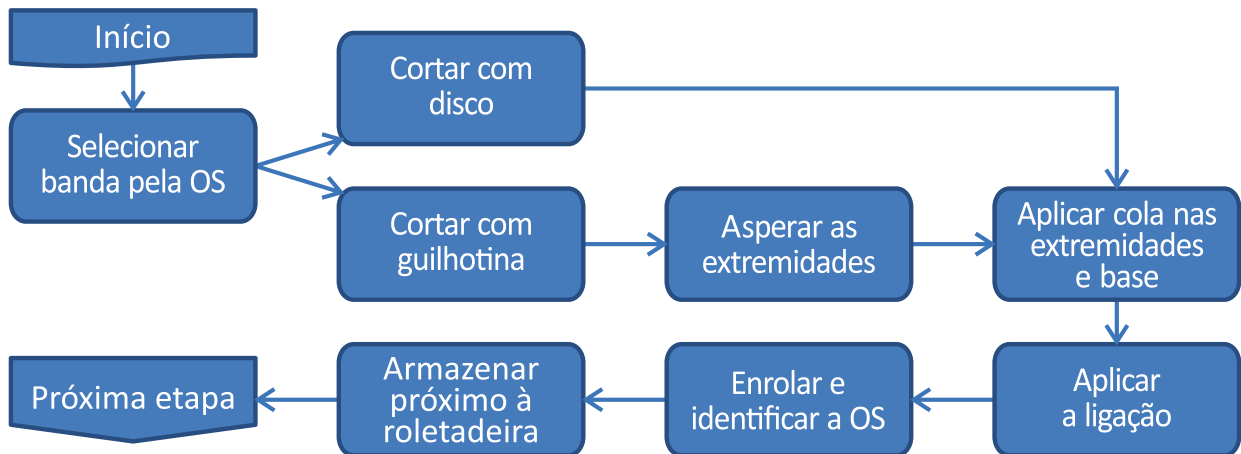 Início
Selecionar
banda pela OS
Cortar com
disco
Cortar com
guilhotina
Asperar as
extremidades
Aplicar cola nas
extremidades
e base
Aplicar
a ligação
Enrolar e
identificar a OS
Armazenar
próximo à
roletadeira
Próxima etapa